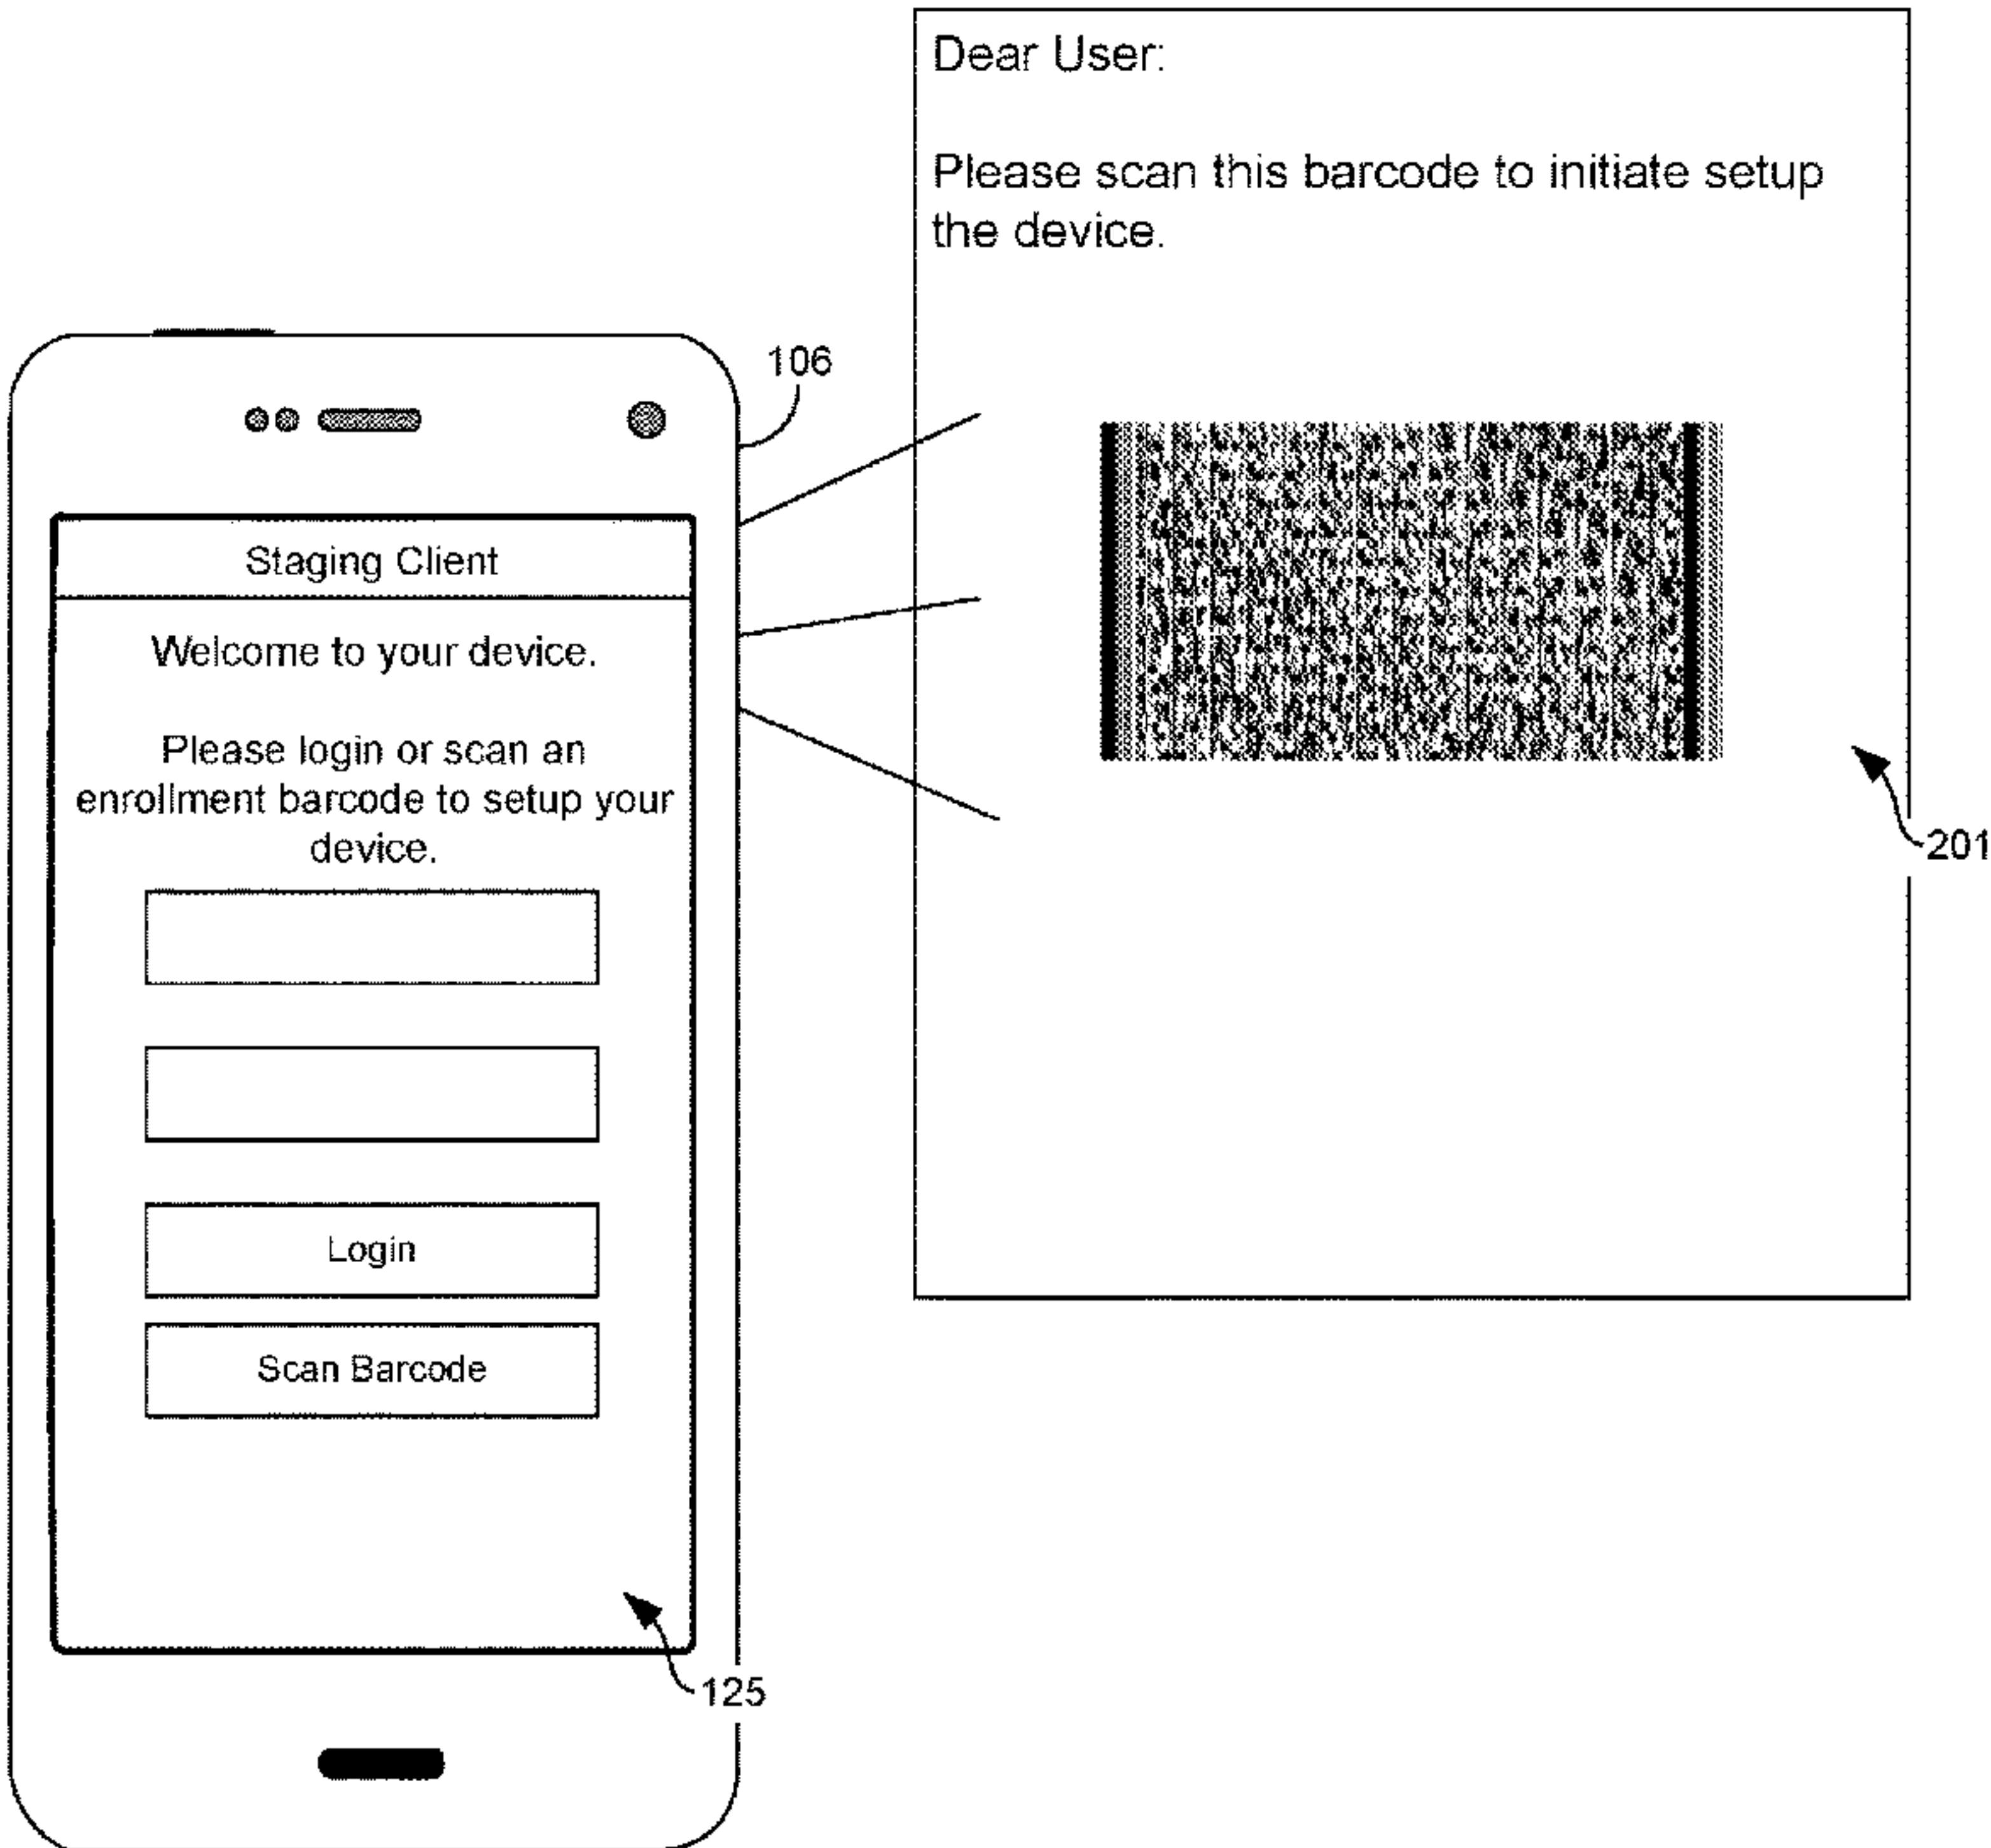 Dear User:
Please scan this barcode to initiate setup
the device.
106
Staging Client
Welcome to your device.
Please login or scan an
enrollment barcode to setup your
device.
Login
Scan Barcode
201
125